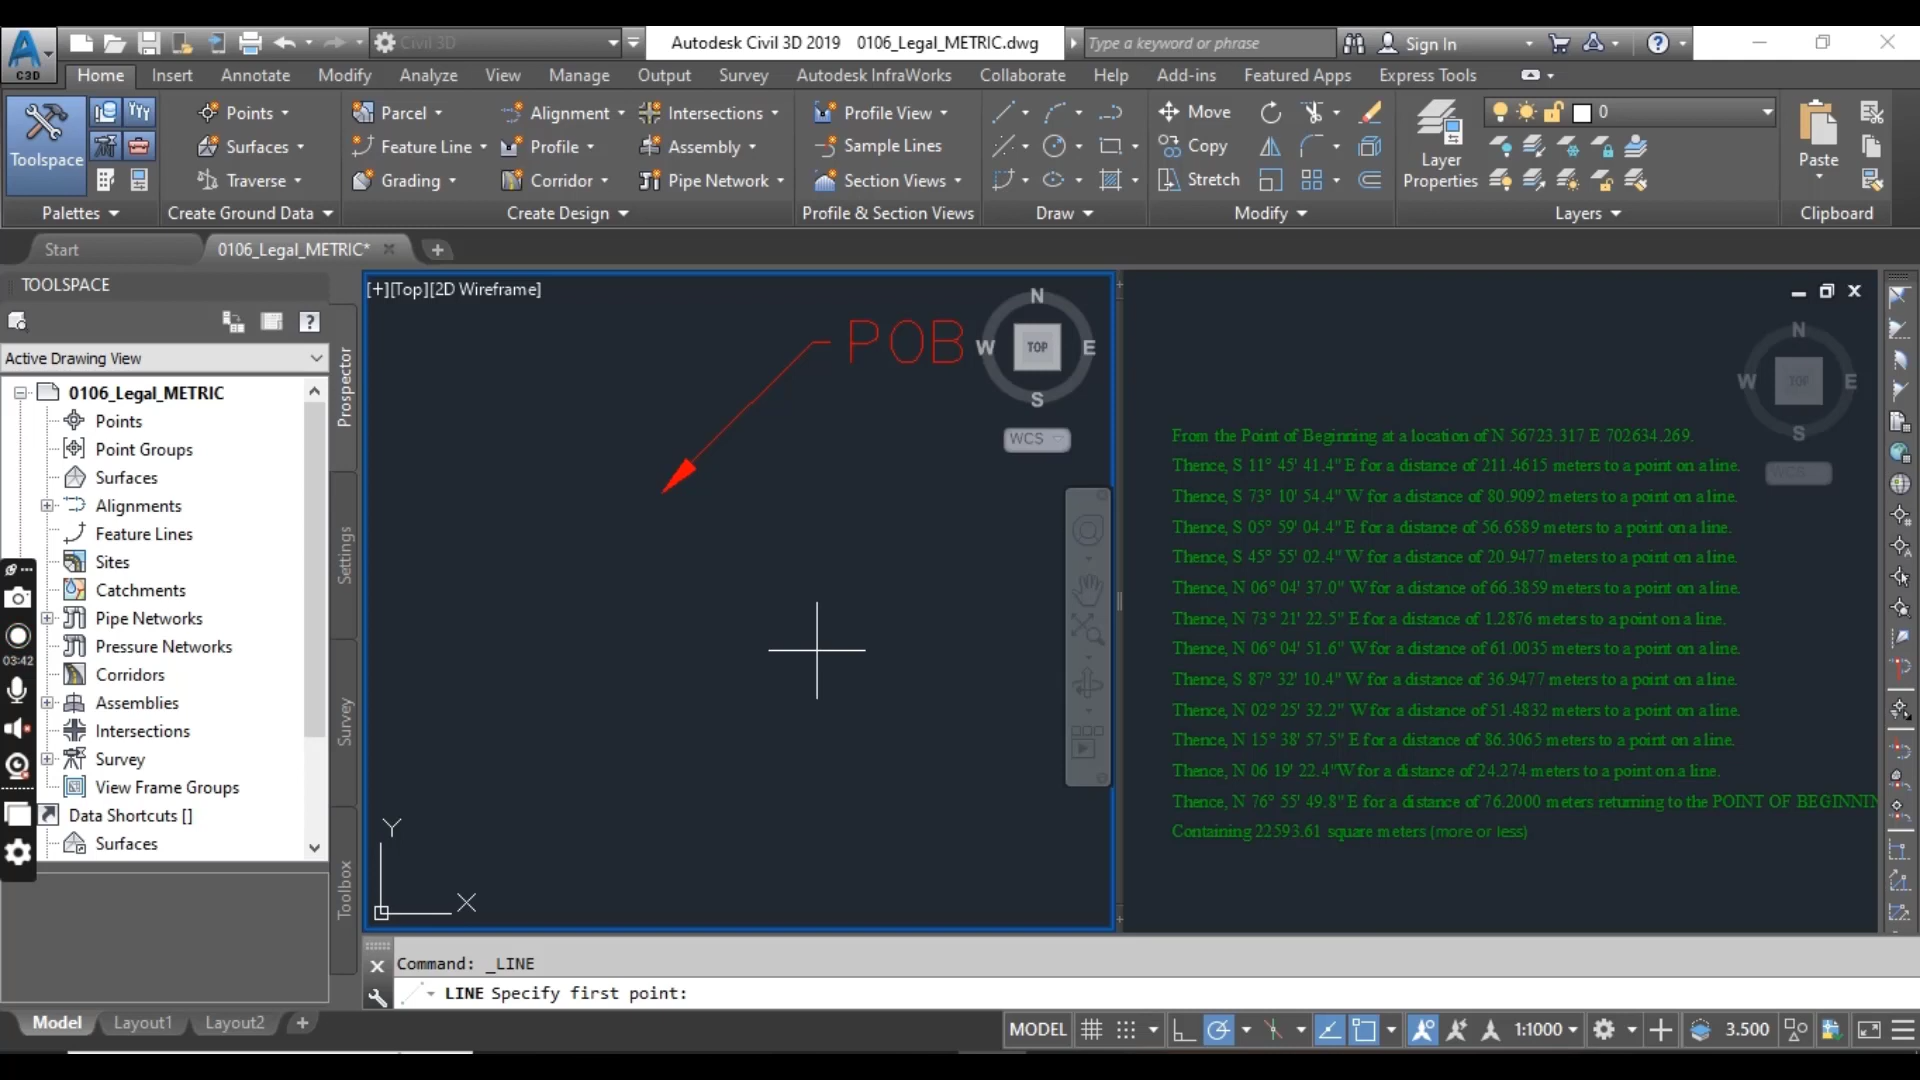 C3D
Civil 3D
Autodesk Civil 3D 2019 0106_Legal_METRIC.dwg
Type a keyword or phrase
Sign In
Home Insert Annotate Modify Analyze View Manage Output Survey Autodesk InfraWorks Collaborate Help Add-ins Featured Apps Express Tools
Toolspace
Points
Surfaces
Traverse
Parcel
Feature Line
Grading
Alignment
Profile
Corridor
Intersections
Assembly
Pipe Network
Profile View
Sample Lines
Section Views
Move
Copy
Stretch
Layer
Properties
0
Paste
Palettes Create Ground Data Create Design Profile & Section Views Draw Modify Layers Clipboard
Start 0106_Legal_METRIC*
TOOLSPACE
Active Drawing View
0106_Legal_METRIC
Points
Point Groups
Surfaces
Alignments
Feature Lines
Sites
Catchments
Pipe Networks
Pressure Networks
Corridors
Assemblies
Intersections
Survey
View Frame Groups
Data Shortcuts []
Surfaces
03:42
Prospector
Settings
Survey
Toolbox
[+][Top][2D Wireframe]
POB
N
W TOP E
S
WCS
Y
X
N
W TOP E
S
WCS
From the Point of Beginning at a location of N 56723.317 E 702634.269.
Thence, S 11° 45' 41.4" E for a distance of 211.4615 meters to a point on a line.
Thence, S 73° 10' 54.4" W for a distance of 80.9092 meters to a point on a line.
Thence, S 05° 59' 04.4" E for a distance of 56.6589 meters to a point on a line.
Thence, S 45° 55' 02.4" W for a distance of 20.9477 meters to a point on a line.
Thence, N 06° 04' 37.0" W for a distance of 66.3859 meters to a point on a line.
Thence, N 73° 21' 22.5" E for a distance of 1.2876 meters to a point on a line.
Thence, N 06° 04' 51.6" W for a distance of 61.0035 meters to a point on a line.
Thence, S 87° 32' 10.4" W for a distance of 36.9477 meters to a point on a line.
Thence, N 02° 25' 32.2" W for a distance of 51.4832 meters to a point on a line.
Thence, N 15° 38' 57.5" E for a distance of 86.3065 meters to a point on a line.
Thence, N 06 19' 22.4"W for a distance of 24.274 meters to a point on a line.
Thence, N 76° 55' 49.8" E for a distance of 76.2000 meters returning to the POINT OF BEGINNIN
Containing 22593.61 square meters (more or less)
Command: _LINE
LINE Specify first point:
Model Layout1 Layout2
MODEL 1:1000 3.500